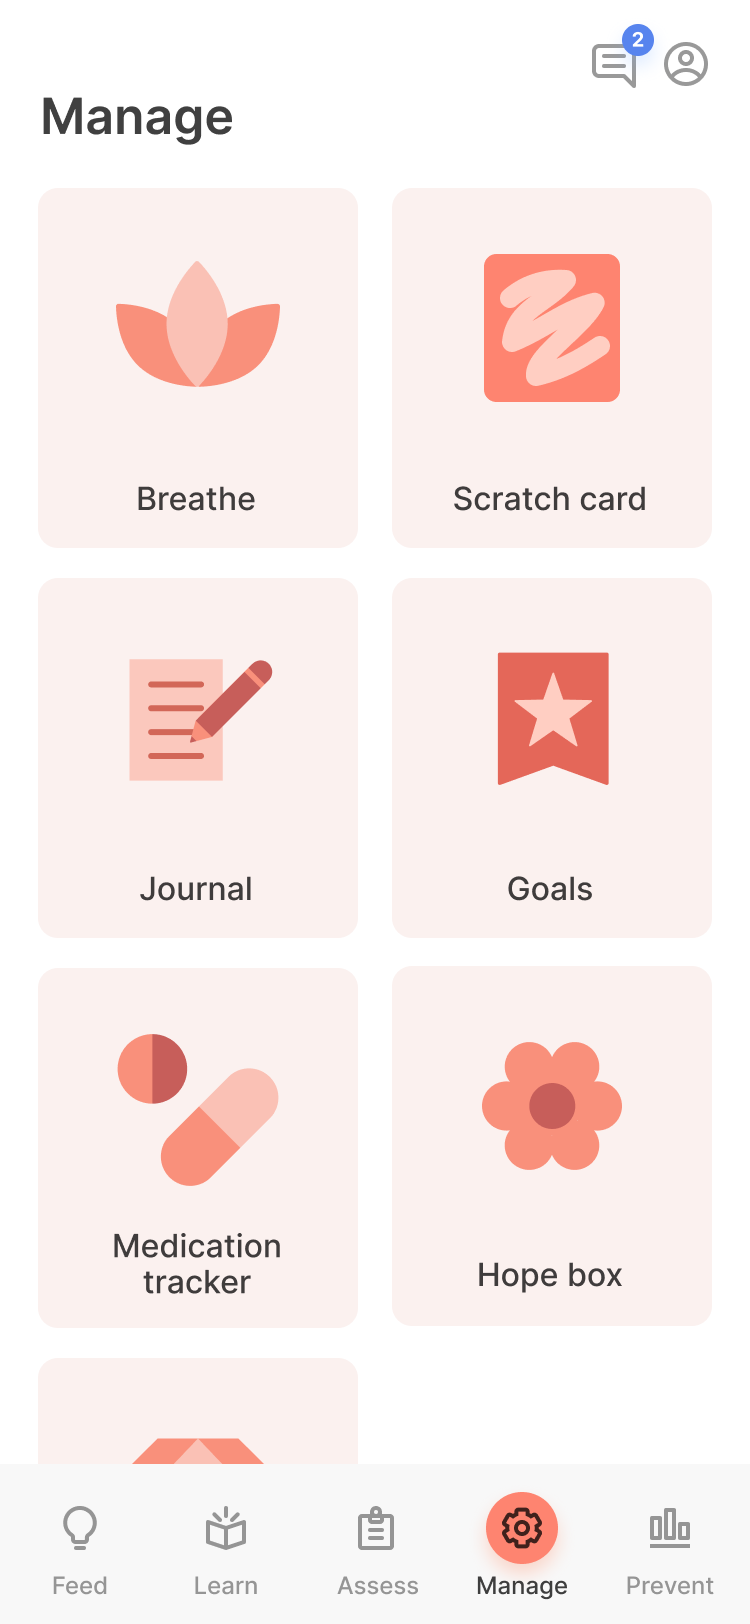 2
Manage
Breathe
Scratch card
Journal
Goals
Medication
tracker
Hope box
Feed
Learn
Assess
Manage
Prevent